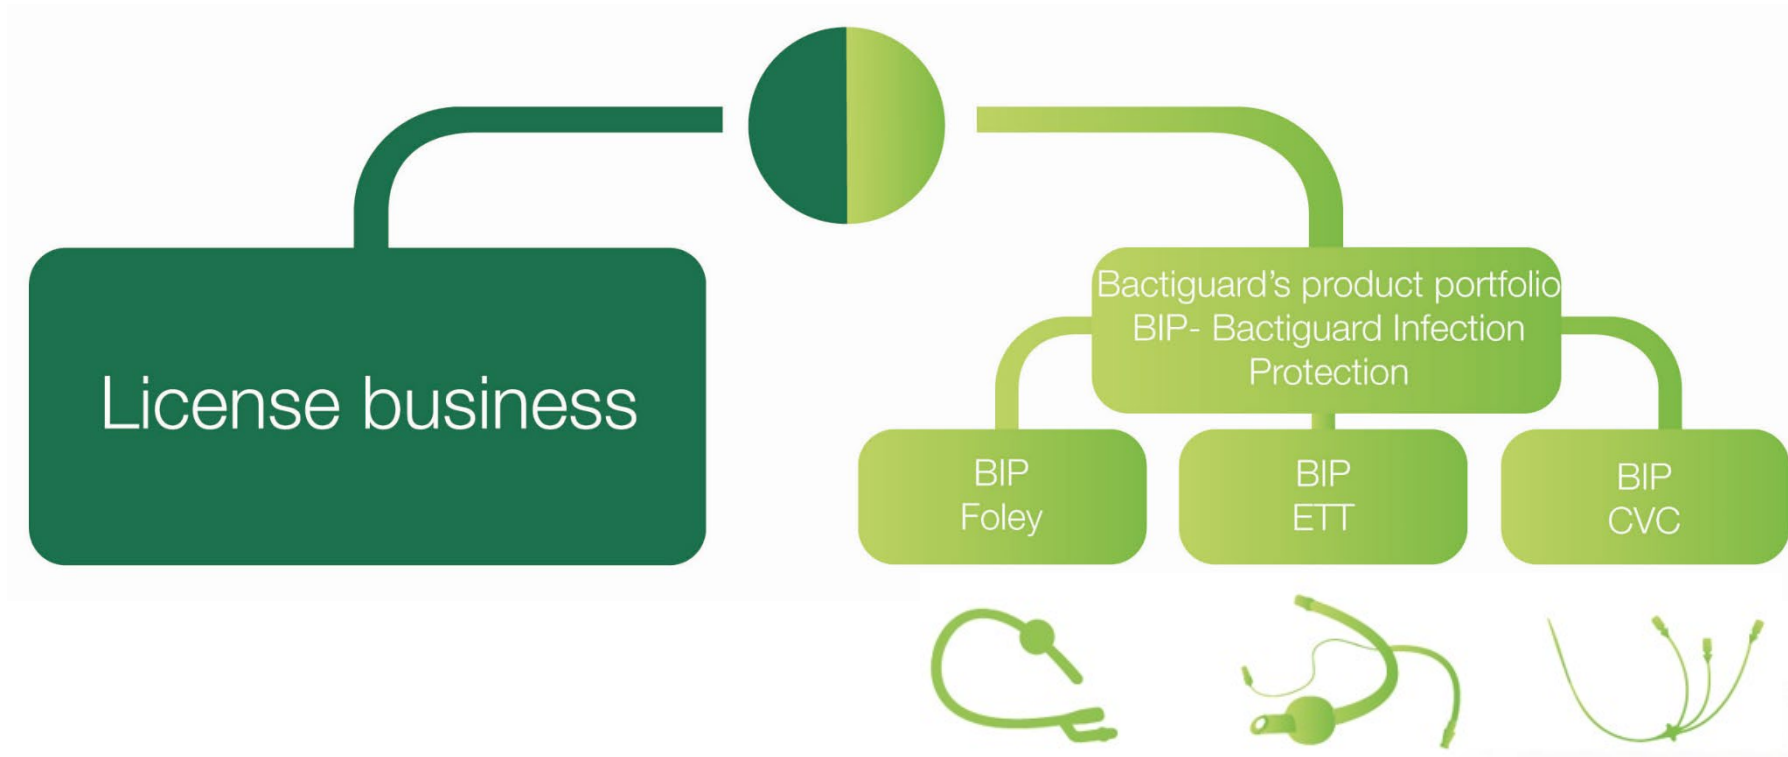 License business
Bactiguard’s product portfolio
BIP- Bactiguard Infection
Protection
BIP
Foley
BIP
ETT
BIP
CVC